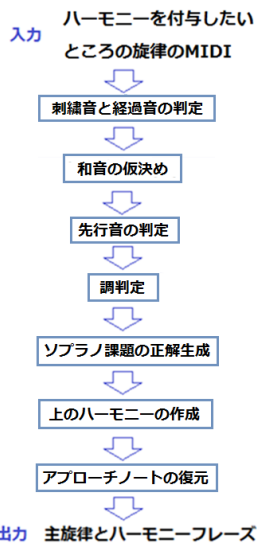 入力 ハーモニーを付与したい
ところの旋律のMIDI
刺繍音と経過音の判定
和音の仮決め
先行音の判定
調判定
ソプラノ課題の正解生成
上のハーモニーの作成
アプローチノートの復元
出力 主旋律とハーモニーフレーズ